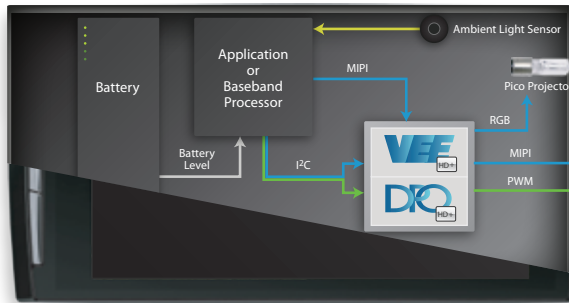 Ambient Light Sensor
Application
or
Baseband
Processor
MIPI
Battery
Pico Projector
RGB
VEE
HD+
MIPI
Battery
Level
I²C
PWM
DPO
HD+